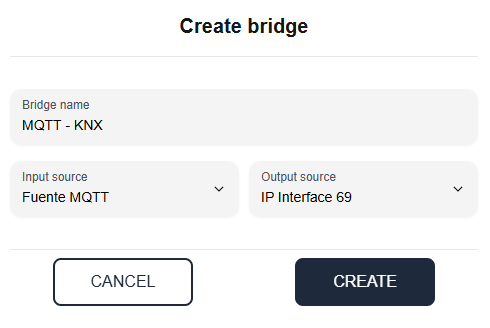 Create bridge
Bridge name
MQTT - KNX
Input source
Fuente MQTT
Output source
IP Interface 69
CANCEL
CREATE